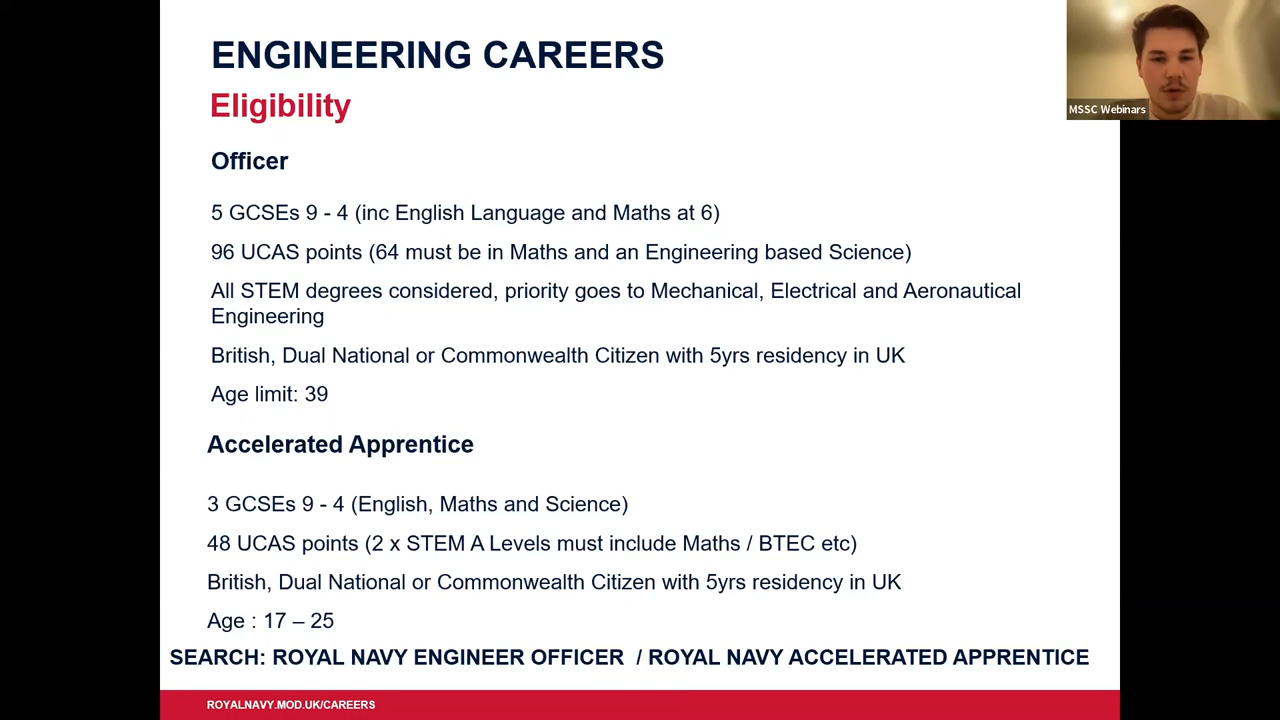 ENGINEERING CAREERS
Eligibility
MSSC Webinars
Officer
5 GCSEs 9 - 4 (inc English Language and Maths at 6)
96 UCAS points (64 must be in Maths and an Engineering based Science)
All STEM degrees considered, priority goes to Mechanical, Electrical and Aeronautical
Engineering
British, Dual National or Commonwealth Citizen with 5yrs residency in UK
Age limit: 39
Accelerated Apprentice
3 GCSEs 9 - 4 (English, Maths and Science)
48 UCAS points (2 x STEM A Levels must include Maths / BTEC etc)
British, Dual National or Commonwealth Citizen with 5yrs residency in UK
Age : 17 – 25
SEARCH: ROYAL NAVY ENGINEER OFFICER / ROYAL NAVY ACCELERATED APPRENTICE
ROYALNAVY.MOD.UK/CAREERS